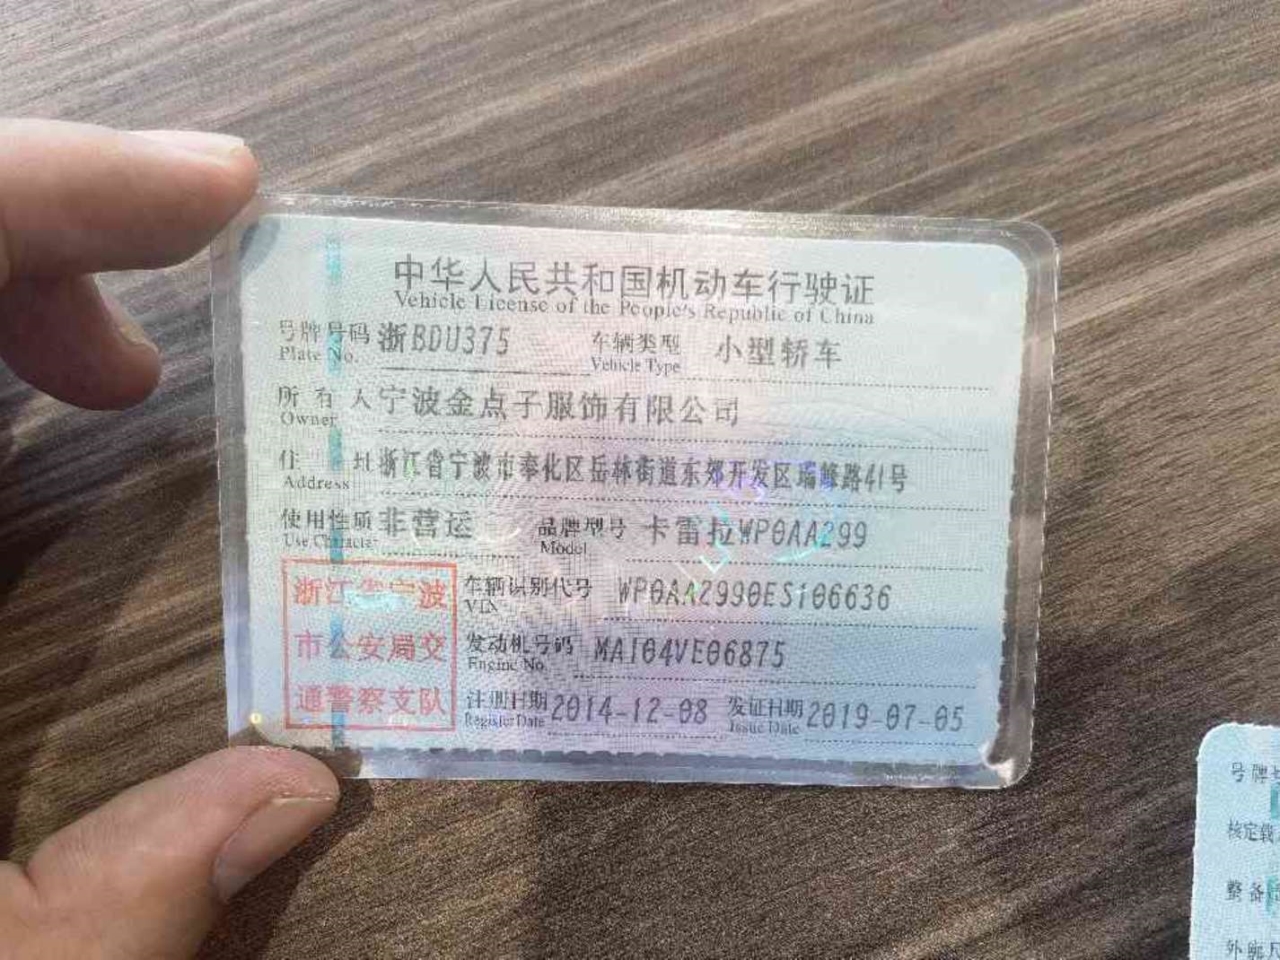 中华人民共和国机动车行驶证
Vehicle License of the People's Republic of China
号牌号码 浙BDU375 车辆类型 小型轿车
Plate No. Vehicle Type
所有人 宁波金点子服饰有限公司
Owner
住址 浙江省宁波市奉化区岳林街道东郊开发区瑞峰路41号
Address
使用性质 非营运 品牌型号 卡雷拉WP0AA299
Use Character Model
浙江省宁波
市公安局交
通警察支队
车辆识别代号 WP0AA2990ES106636
VIN
发动机号码 MA104VE06875
Engine No.
注册日期 2014-12-08 发证日期 2019-07-05
Register Date Issue Date
号牌
核定载
整备
外廓尺